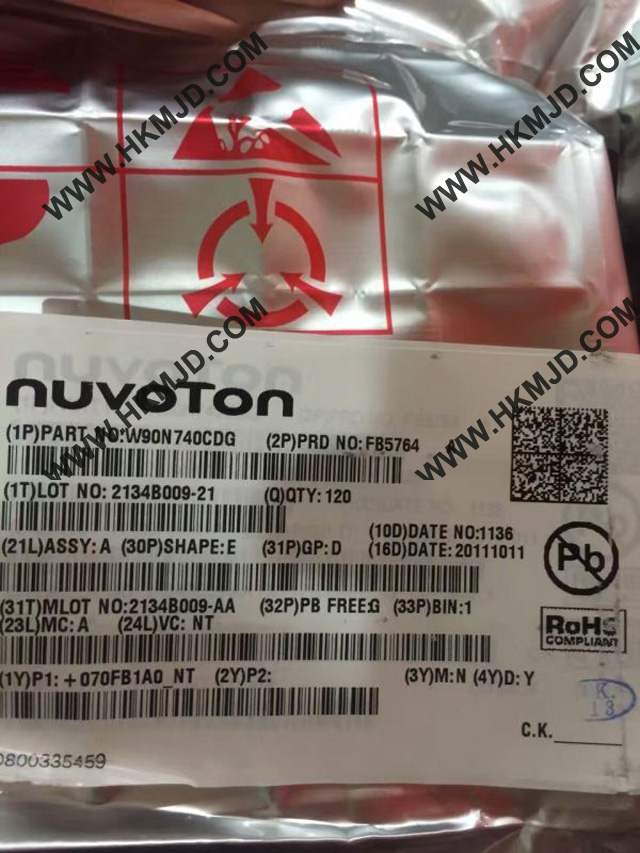 WWW.HKMJD.COM
WWW.HKMJD.COM
WWW.HKMJD.COM
WWW.HKMJD.COM
nuvoTon
(1P)PART NO:W90N740CDG (2P)PRD NO:FB5764
(1T)LOT NO: 2134B009-21 (Q)QTY: 120
(10D)DATE NO:1136
(21L)ASSY:A (30P)SHAPE:E (31P)GP:D (16D)DATE:20111011
Pb
(31T)MLOT NO:2134B009-AA (32P)PB FREE:G (33P)BIN:1
(23L)MC:A (24L)VC: NT
RoHS
COMPLIANT
(1Y)P1: +070FB1A0_NT (2Y)P2: (3Y)M:N (4Y)D:Y
K.
13
C.K.
0800335459